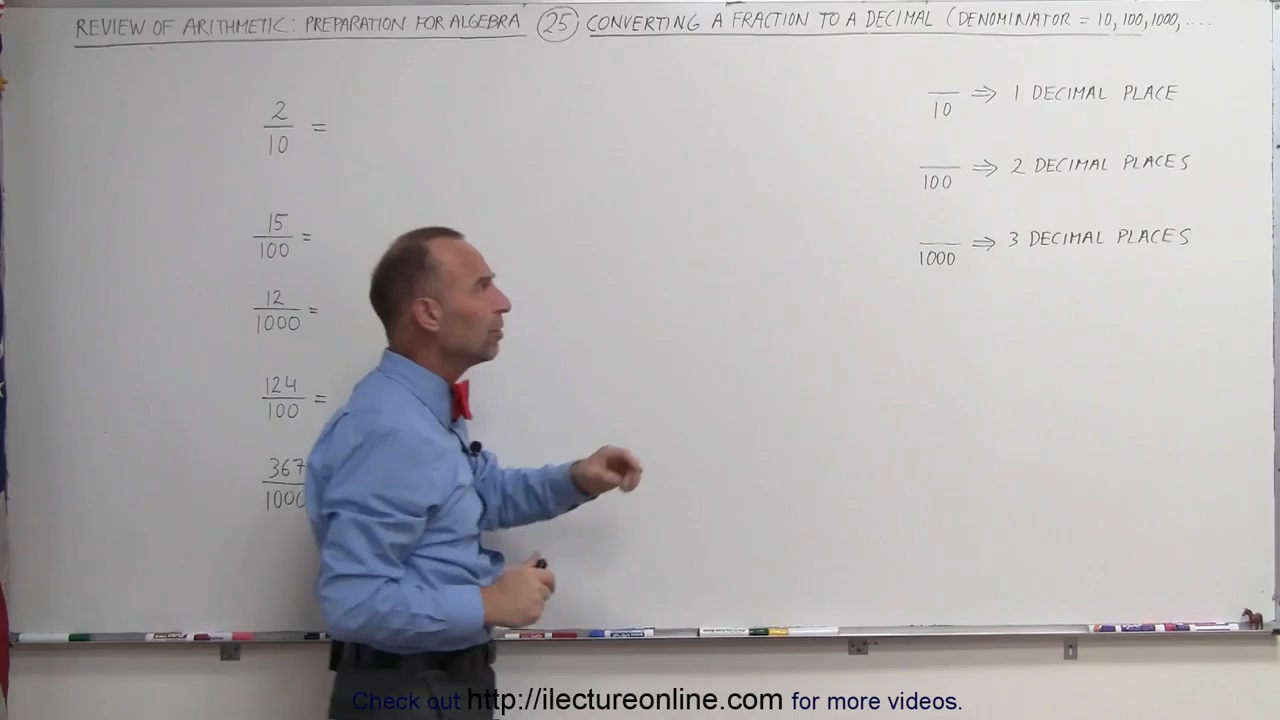 REVIEW OF ARITHMETIC: PREPARATION FOR ALGEBRA (25) CONVERTING A FRACTION TO A DECIMAL (DENOMINATOR = 10, 100, 1000, ....
2/10 =
15/100 =
12/1000 =
124/100 =
367/1000
/10 ⇒ 1 DECIMAL PLACE
/100 ⇒ 2 DECIMAL PLACES
/1000 ⇒ 3 DECIMAL PLACES
Check out http://ilectureonline.com for more videos.